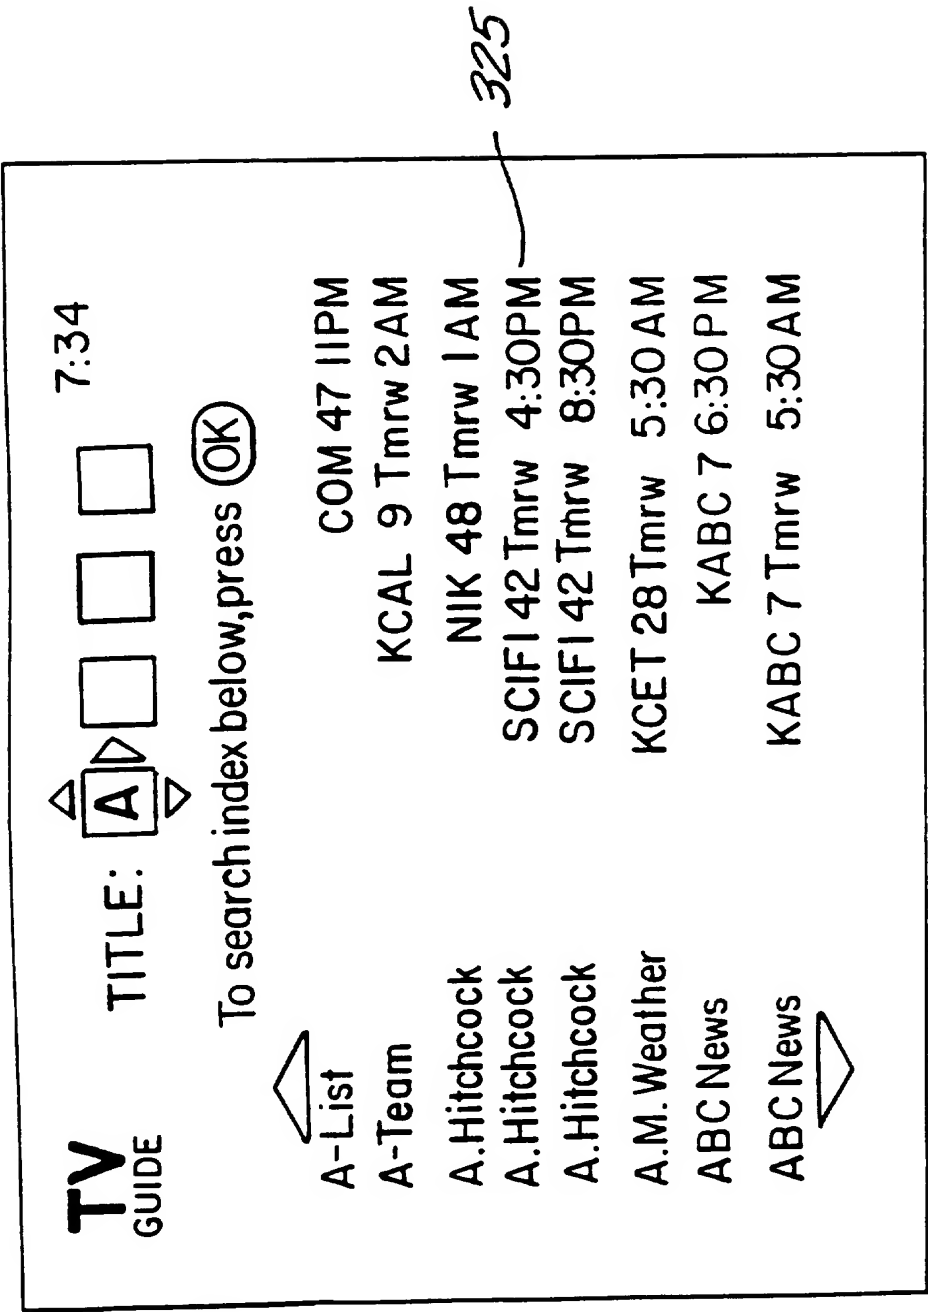 TV GUIDE TITLE: A 7:34
To search index below, press OK
A-List COM 47 11PM
A-Team KCAL 9 Tmrw 2AM
A.Hitchcock NIK 48 Tmrw 1AM
A.Hitchcock SCIFI 42 Tmrw 4:30PM
A.Hitchcock SCIFI 42 Tmrw 8:30PM
A.M. Weather KCET 28 Tmrw 5:30AM
ABC News KABC 7 6:30PM
ABC News KABC 7 Tmrw 5:30AM
325